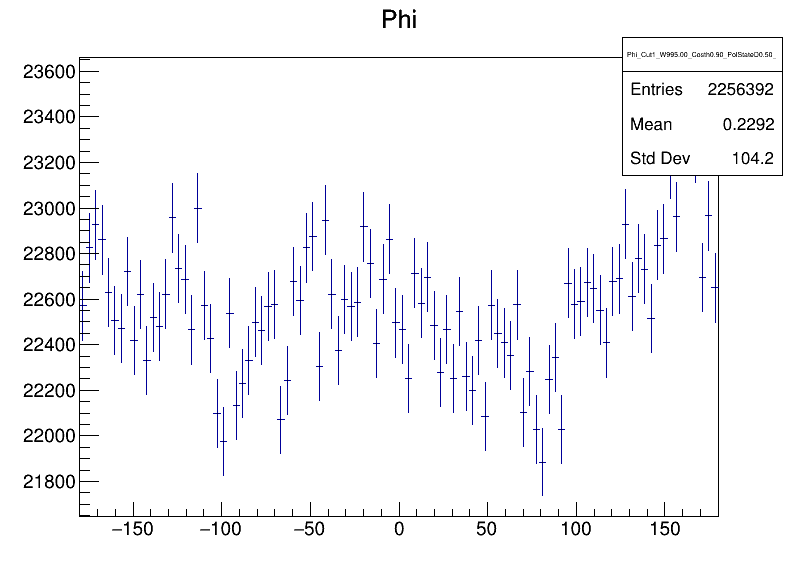 Phi
Phi_Cut1_W995.00_Costh0.90_PolStateD0.50_
Entries 2256392
Mean 0.2292
Std Dev 104.2
23600
23400
23200
23000
22800
22600
22400
22200
22000
21800
−150 −100 −50 0 50 100 150